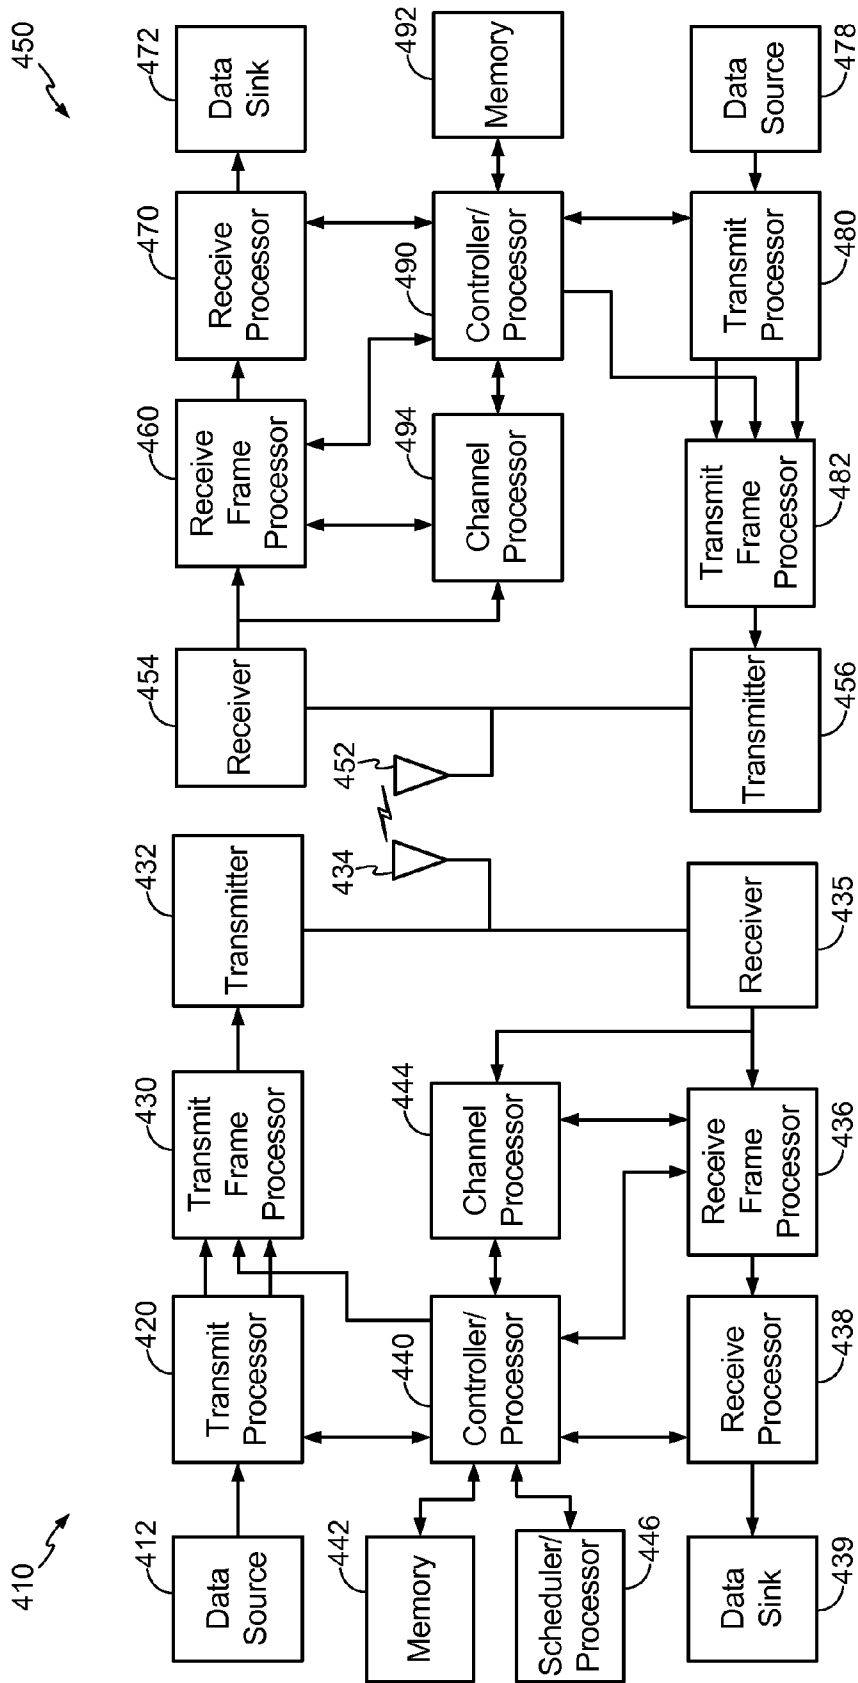 410
412
Data
Source
420
Transmit
Processor
430
Transmit
Frame
Processor
432
Transmitter
442
Memory
440
Controller/
Processor
444
Channel
Processor
434
446
Scheduler/
Processor
439
Data
Sink
438
Receive
Processor
436
Receive
Frame
Processor
435
Receiver
450
454
Receiver
460
Receive
Frame
Processor
470
Receive
Processor
472
Data
Sink
452
494
Channel
Processor
490
Controller/
Processor
492
Memory
456
Transmitter
482
Transmit
Frame
Processor
480
Transmit
Processor
478
Data
Source